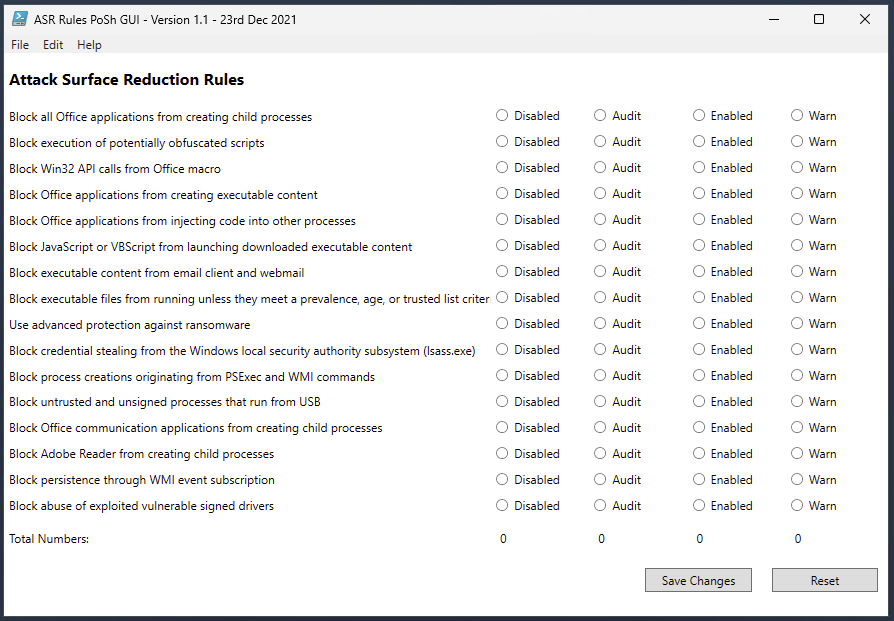 ASR Rules PoSh GUI - Version 1.1 - 23rd Dec 2021
File Edit Help
Attack Surface Reduction Rules
Block all Office applications from creating child processes Disabled Audit Enabled Warn
Block execution of potentially obfuscated scripts Disabled Audit Enabled Warn
Block Win32 API calls from Office macro Disabled Audit Enabled Warn
Block Office applications from creating executable content Disabled Audit Enabled Warn
Block Office applications from injecting code into other processes Disabled Audit Enabled Warn
Block JavaScript or VBScript from launching downloaded executable content Disabled Audit Enabled Warn
Block executable content from email client and webmail Disabled Audit Enabled Warn
Block executable files from running unless they meet a prevalence, age, or trusted list criter Disabled Audit Enabled Warn
Use advanced protection against ransomware Disabled Audit Enabled Warn
Block credential stealing from the Windows local security authority subsystem (lsass.exe) Disabled Audit Enabled Warn
Block process creations originating from PSExec and WMI commands Disabled Audit Enabled Warn
Block untrusted and unsigned processes that run from USB Disabled Audit Enabled Warn
Block Office communication applications from creating child processes Disabled Audit Enabled Warn
Block Adobe Reader from creating child processes Disabled Audit Enabled Warn
Block persistence through WMI event subscription Disabled Audit Enabled Warn
Block abuse of exploited vulnerable signed drivers Disabled Audit Enabled Warn
Total Numbers: 0 0 0 0
Save Changes Reset